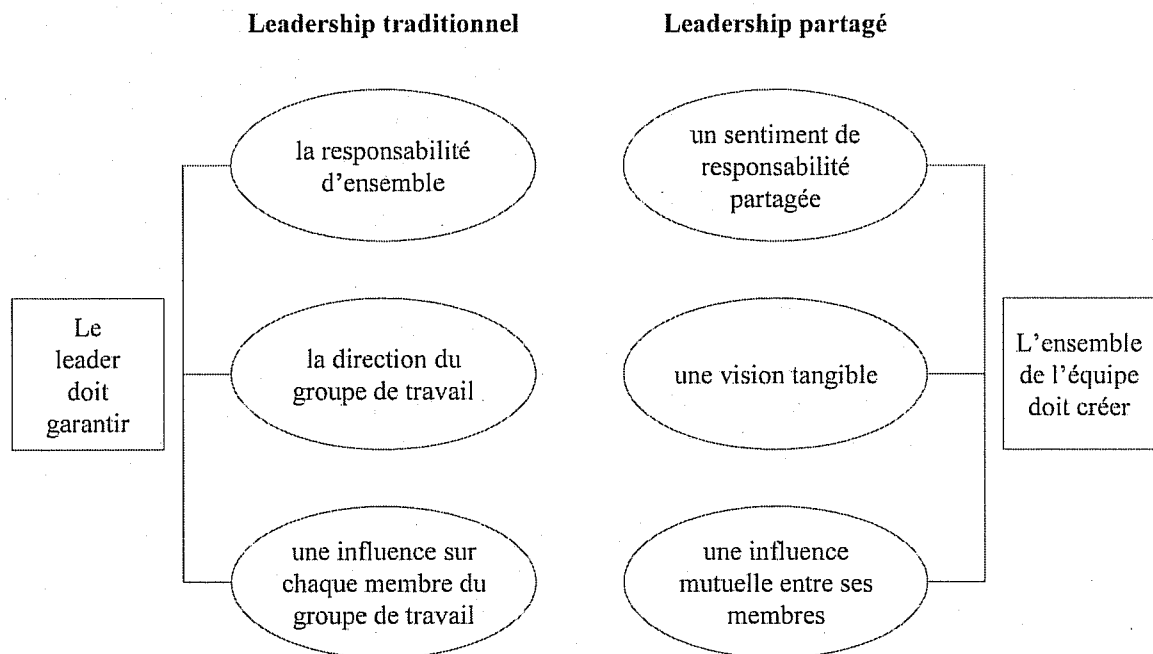 Leadership traditionnel
Leadership partagé
la responsabilité
d'ensemble
un sentiment de
responsabilité
partagée
Le
leader
doit
garantir
la direction du
groupe de travail
une vision tangible
L'ensemble
de l'équipe
doit créer
une influence sur
chaque membre du
groupe de travail
une influence
mutuelle entre ses
membres